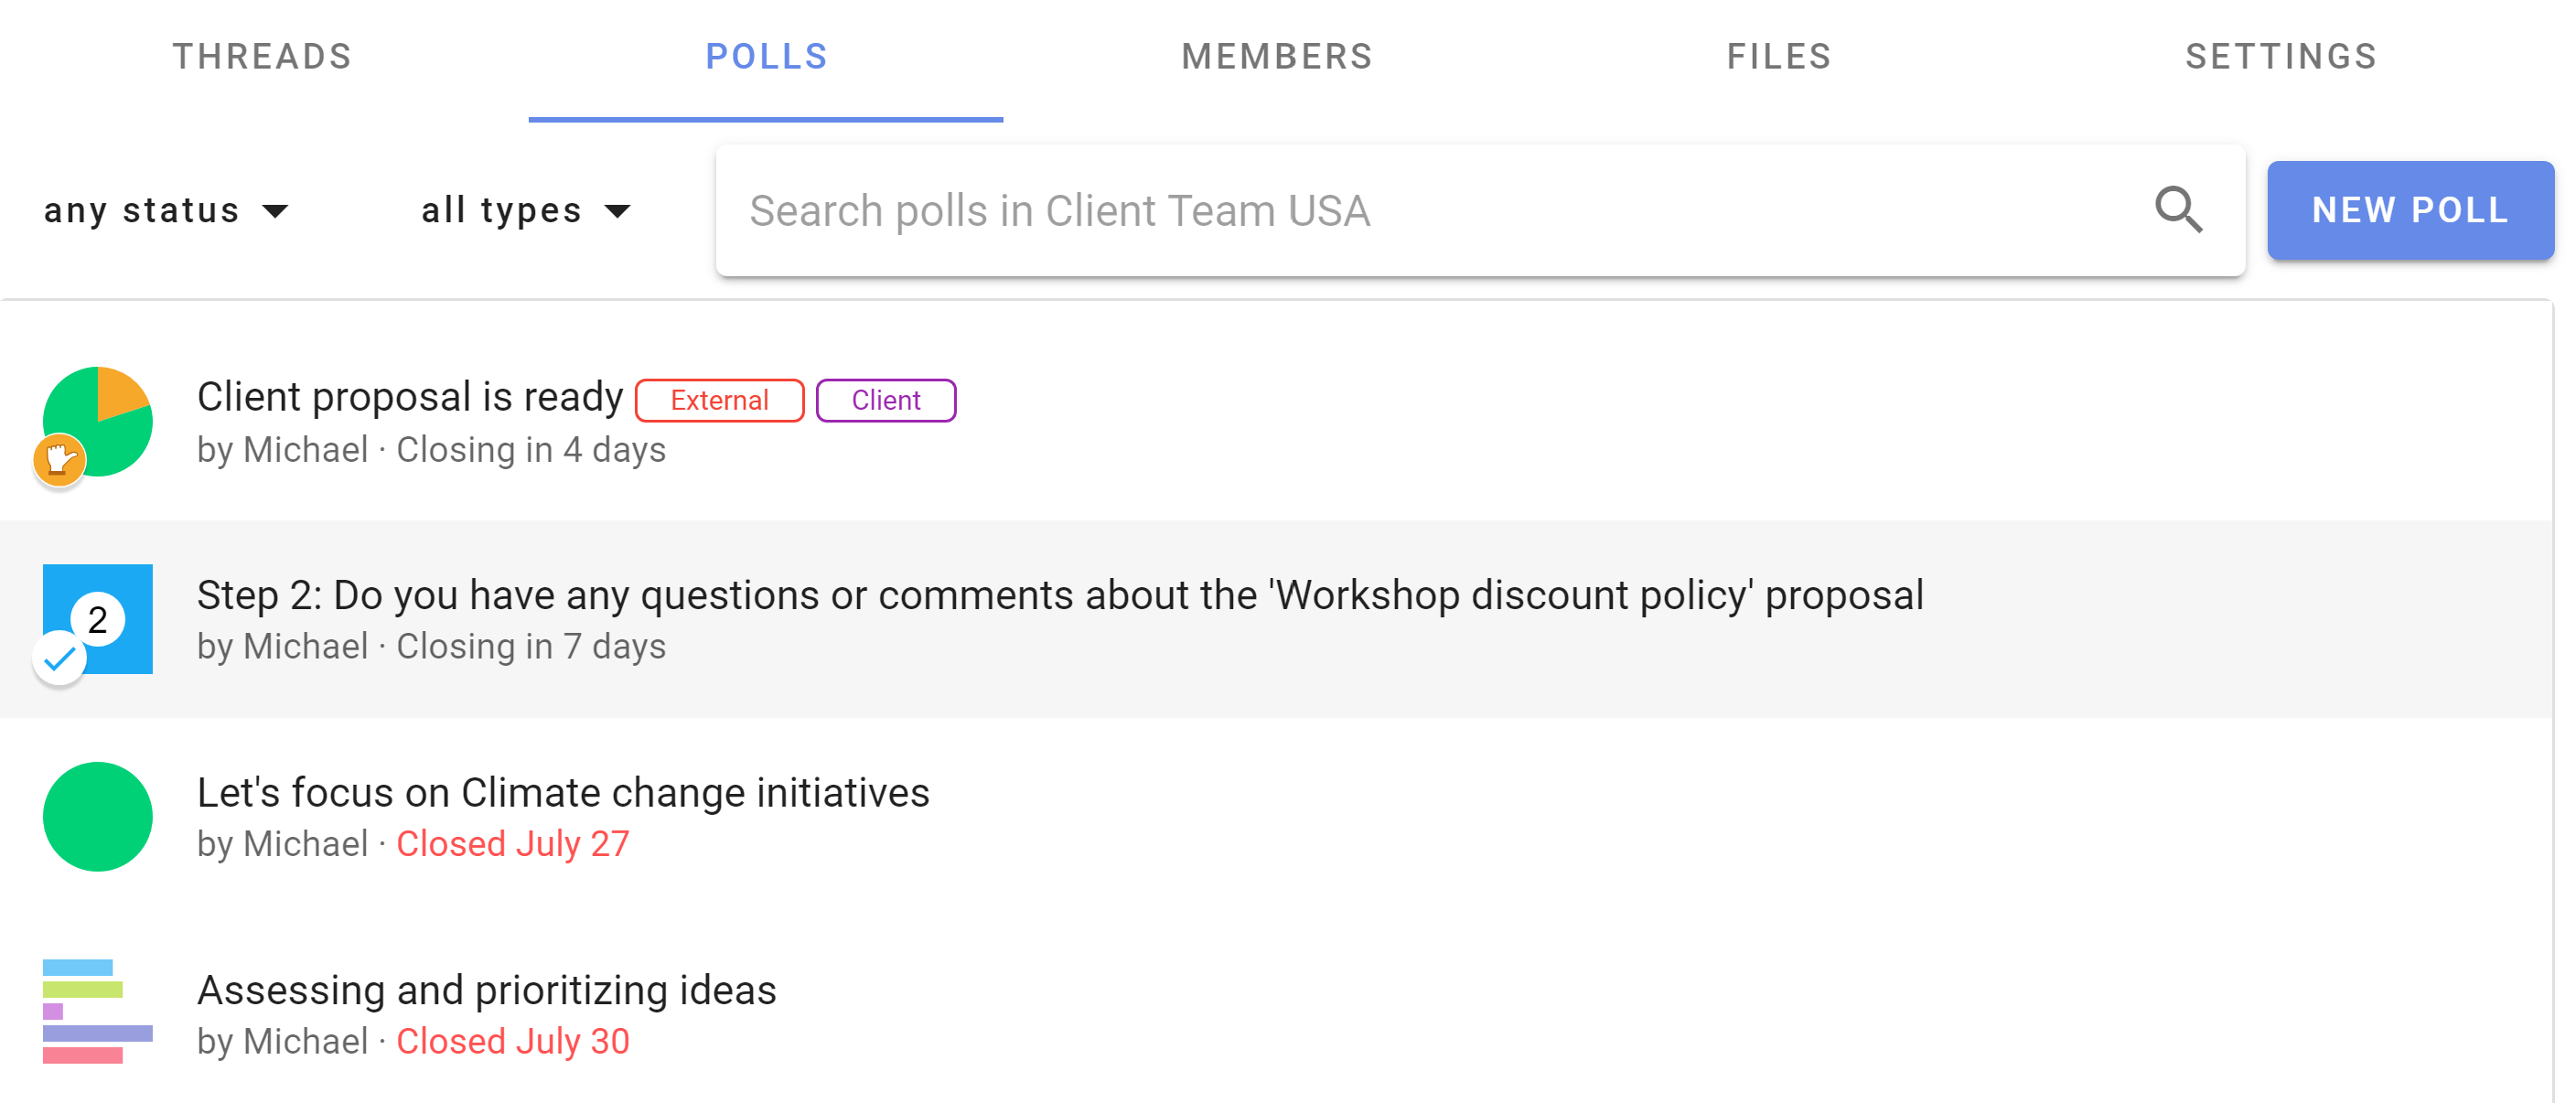 THREADS POLLS MEMBERS FILES SETTINGS
any status all types Search polls in Client Team USA NEW POLL
Client proposal is ready External Client
by Michael · Closing in 4 days
Step 2: Do you have any questions or comments about the 'Workshop discount policy' proposal
2
by Michael · Closing in 7 days
Let's focus on Climate change initiatives
by Michael · Closed July 27
Assessing and prioritizing ideas
by Michael · Closed July 30